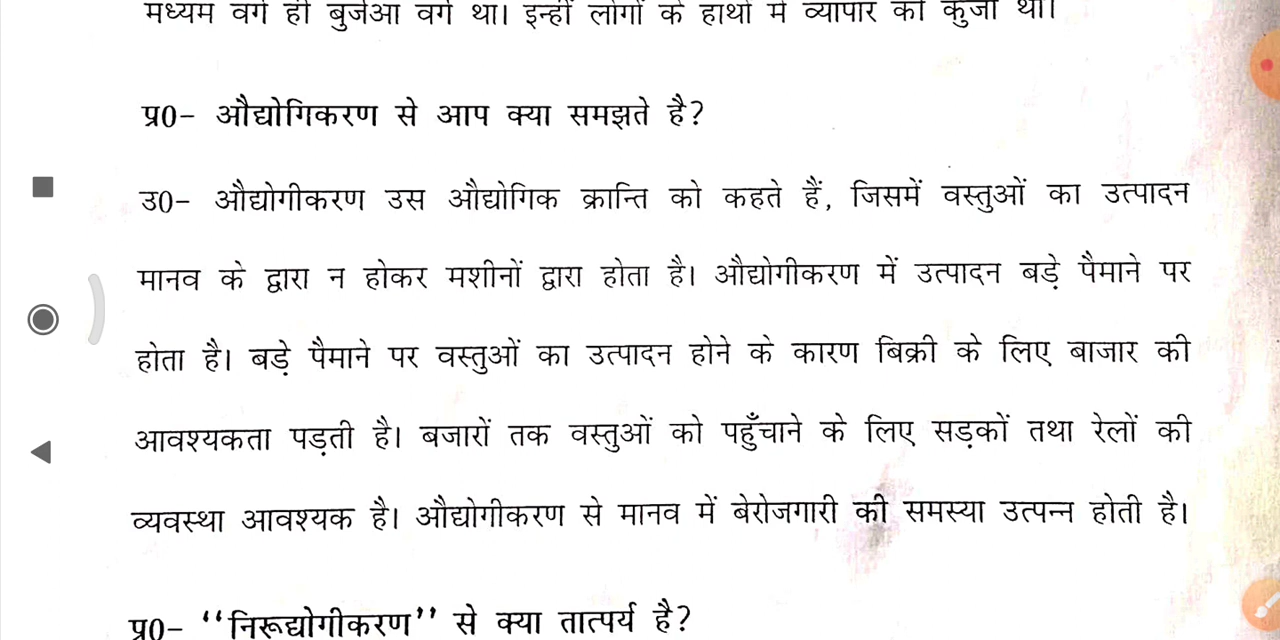 मध्यम वर्ग ही बुर्जुआ वर्ग था। इन्हीं लोगों के हाथों में व्यापार की कुंजी थी।
प्र0- औद्योगिकरण से आप क्या समझते है?
उ0- औद्योगीकरण उस औद्योगिक क्रान्ति को कहते हैं, जिसमें वस्तुओं का उत्पादन
मानव के द्वारा न होकर मशीनों द्वारा होता है। औद्योगीकरण में उत्पादन बड़े पैमाने पर
होता है। बड़े पैमाने पर वस्तुओं का उत्पादन होने के कारण बिक्री के लिए बाजार की
आवश्यकता पड़ती है। बजारों तक वस्तुओं को पहुँचाने के लिए सड़कों तथा रेलों की
व्यवस्था आवश्यक है। औद्योगीकरण से मानव में बेरोजगारी की समस्या उत्पन्न होती है।
प्र0- ‘‘निरूद्योगीकरण’’ से क्या तात्पर्य है?